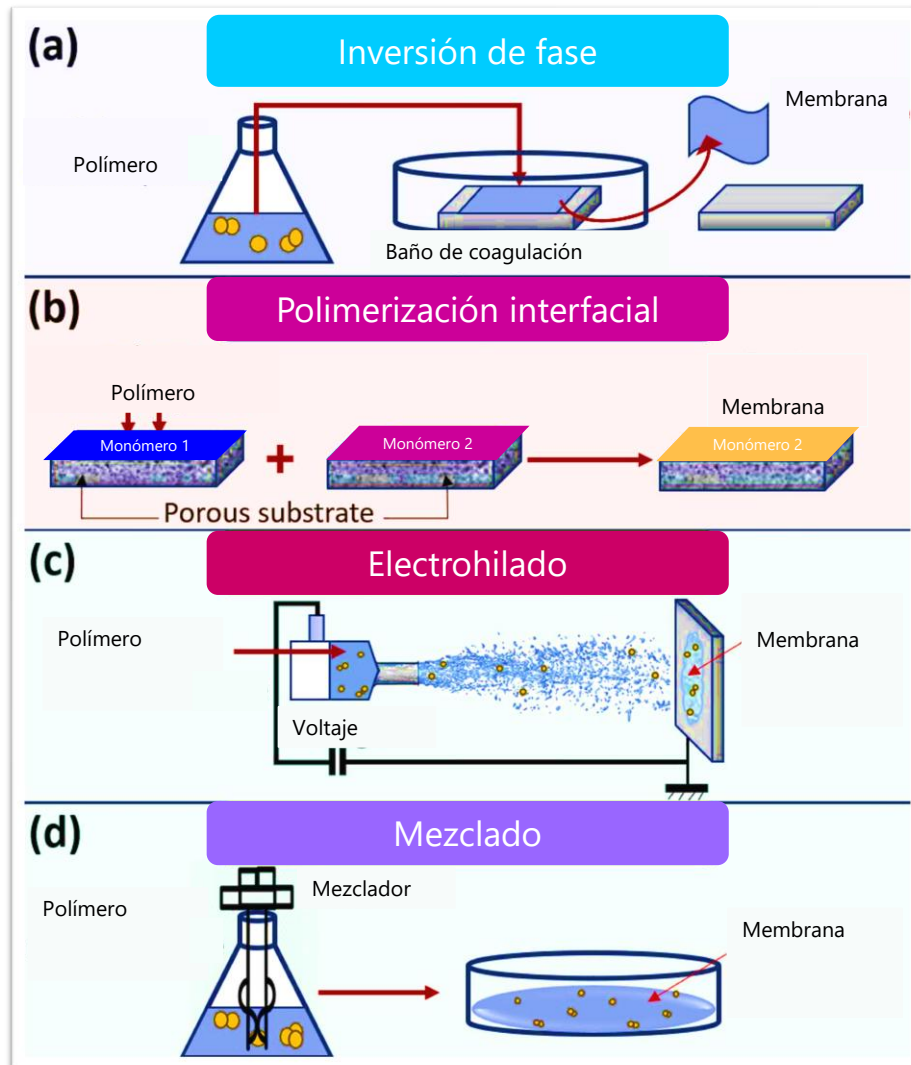 (a)
Inversión de fase
Membrana
Polímero
Baño de coagulación
(b)
Polimerización interfacial
Polímero
Membrana
Monómero 1
+
Monómero 2
Monómero 2
Porous substrate
(c)
Electrohilado
Polímero
Membrana
Voltaje
(d)
Mezclado
Mezclador
Polímero
Membrana